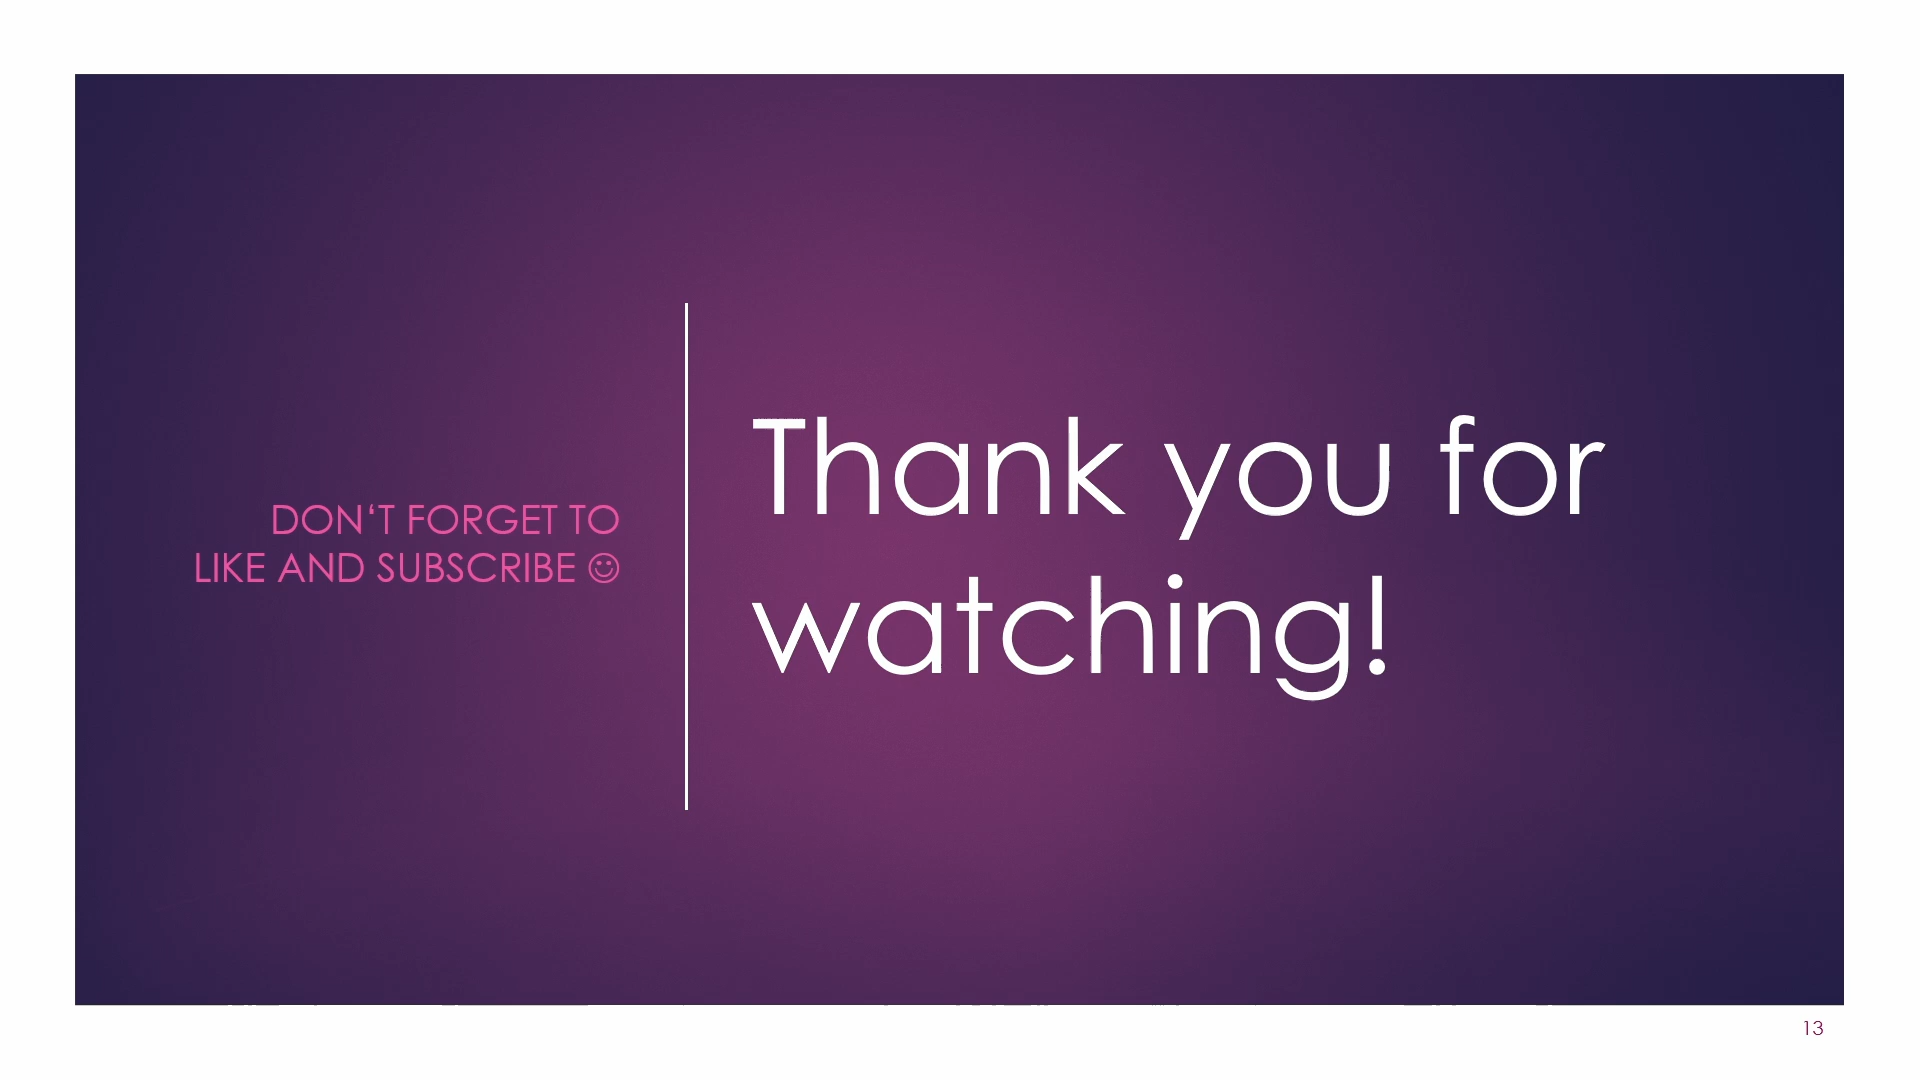 DON‘T FORGET TO
LIKE AND SUBSCRIBE ☺
Thank you for
watching!
13